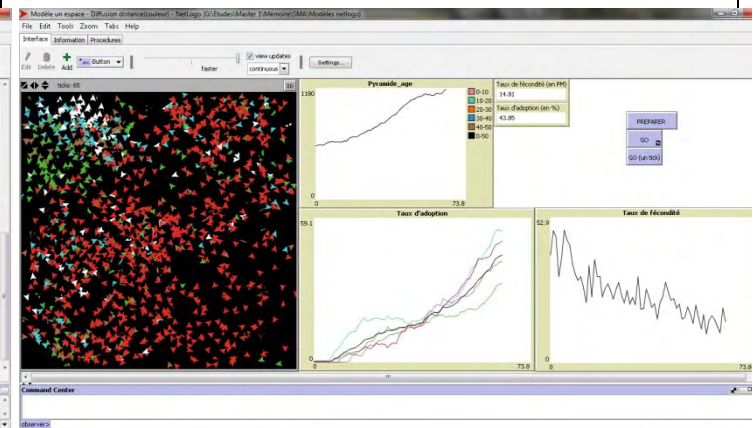 Modèle un espace - Diffusion distance(couleur) - NetLogo {G:\Etudes\Master 1\Mémoire\SMA\Modèles netlogo}
File Edit Tools Zoom Tabs Help
Interface Information Procedures
Edit Delete Add Button faster view updates continuous Settings...
ticks: 65 3D
Pyramide_age
1190
0
0 73.8
0-10
10-20
20-30
30-40
40-50
0-50
Taux de fécondité (en PM)
14.81
Taux d'adoption (en %)
43.85
PREPARER
GO
GO (un tick)
Taux d'adoption
59.1
0
0 73.8
Taux de fécondité
52.9
0
0 73.8
Command Center
observer>